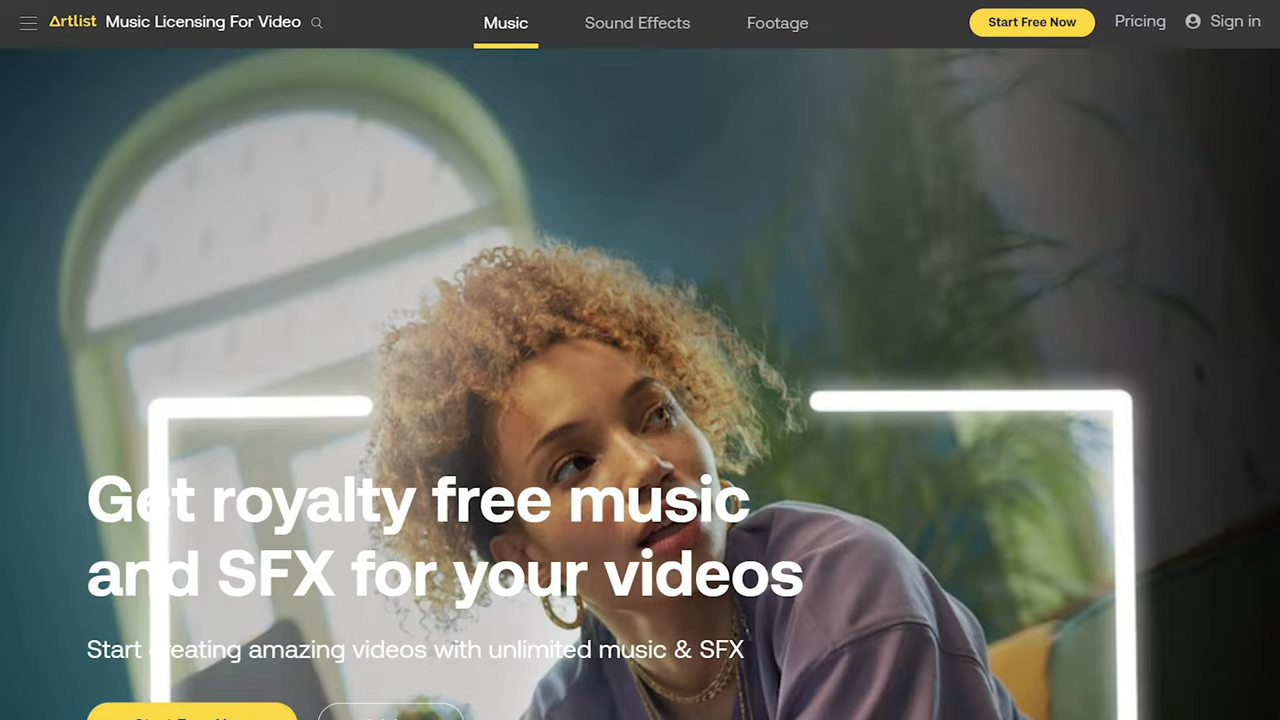 Artlist Music Licensing For Video
Music
Sound Effects
Footage
Start Free Now
Pricing
Sign in
Get royalty free music
and SFX for your videos
Start creating amazing videos with unlimited music & SFX